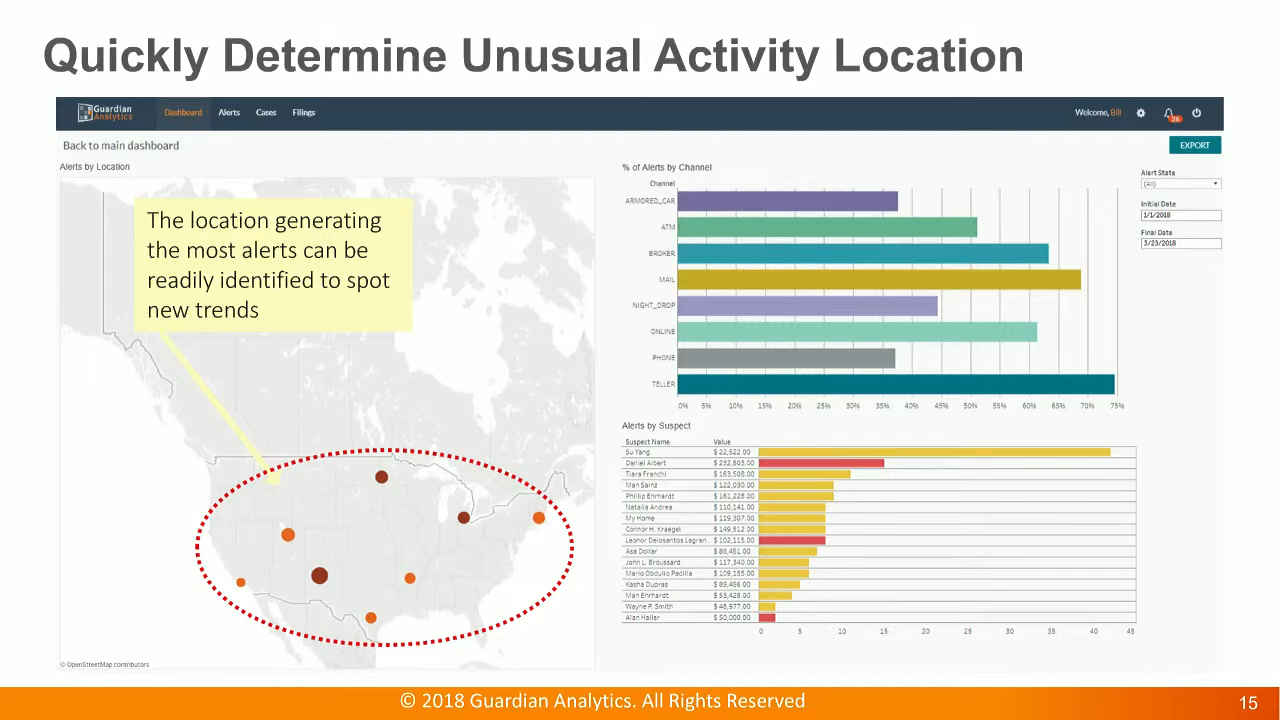 Quickly Determine Unusual Activity Location
Guardian Analytics
Dashboard
Alerts
Cases
Filings
Welcome, Bill
26
Back to main dashboard
EXPORT
Alerts by Location
The location generating
the most alerts can be
readily identified to spot
new trends
© OpenStreetMap contributors
% of Alerts by Channel
Channel
ARMORED_CAR
ATM
BROKER
MAIL
NIGHT_DROP
ONLINE
PHONE
TELLER
0% 5% 10% 15% 20% 25% 30% 35% 40% 45% 50% 55% 60% 65% 70% 75%
Alert State
(All)
Initial Date
1/1/2018
Final Date
3/23/2018
Alerts by Suspect
Suspect Name Value
Su Yang $ 22,522.00
Daniel Albert $ 232,803.00
Tiara Franchi $ 163,508.00
Man Sainz $ 122,030.00
Phillip Ehrhardt $ 161,228.00
Natalia Andrea $ 110,141.00
My Home $ 119,307.00
Connor H. Kraegel $ 149,512.00
Leonor Delosantos Lagran.. $ 102,115.00
Asa Dollar $ 88,451.00
John L. Broussard $ 117,340.00
Mario Obdulio Padilla $ 109,155.00
Kasha Dupras $ 89,456.00
Man Ehrhardt $ 53,428.00
Wayne P. Smith $ 46,977.00
Alan Haller $ 50,000.00
0 5 10 15 20 25 30 35 40 45
© 2018 Guardian Analytics. All Rights Reserved
15